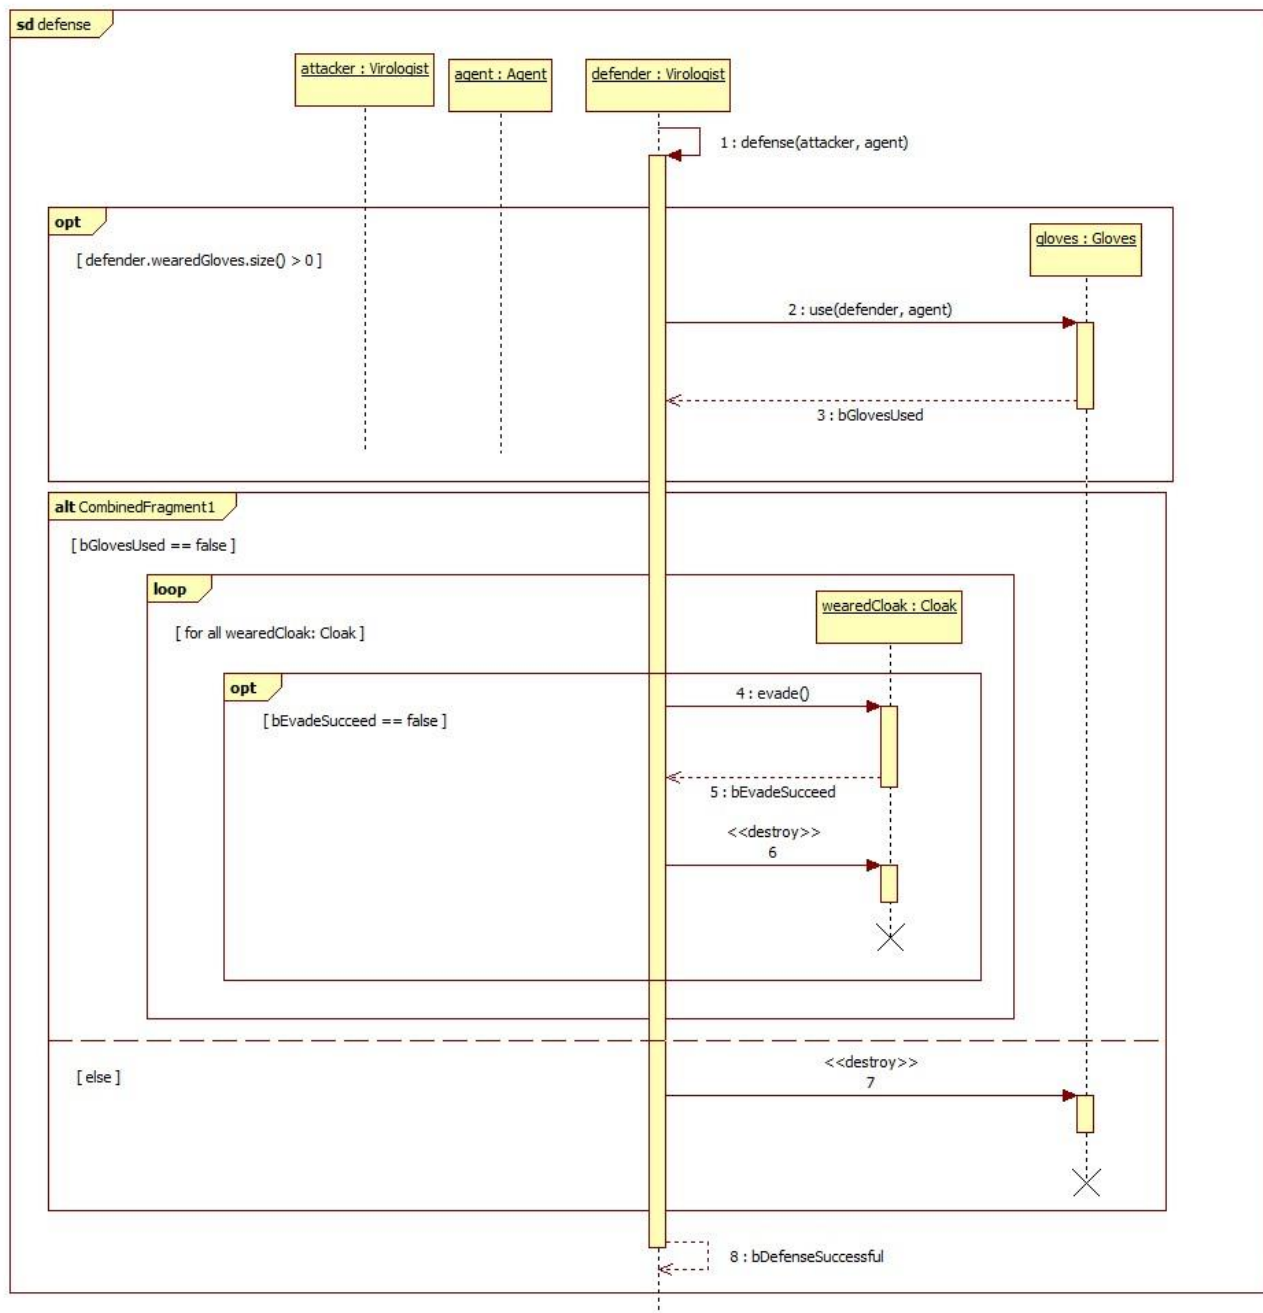 sd defense
attacker : Virologist
agent : Agent
defender : Virologist
1 : defense(attacker, agent)
opt
gloves : Gloves
[ defender.wearedGloves.size() > 0 ]
2 : use(defender, agent)
3 : bGlovesUsed
alt CombinedFragment1
[ bGlovesUsed == false ]
loop
wearedCloak : Cloak
[ for all wearedCloak: Cloak ]
opt
4 : evade()
[ bEvadeSucceed == false ]
5 : bEvadeSucceed
<<destroy>>
6
<<destroy>>
[ else ]
7
8 : bDefenseSuccessful